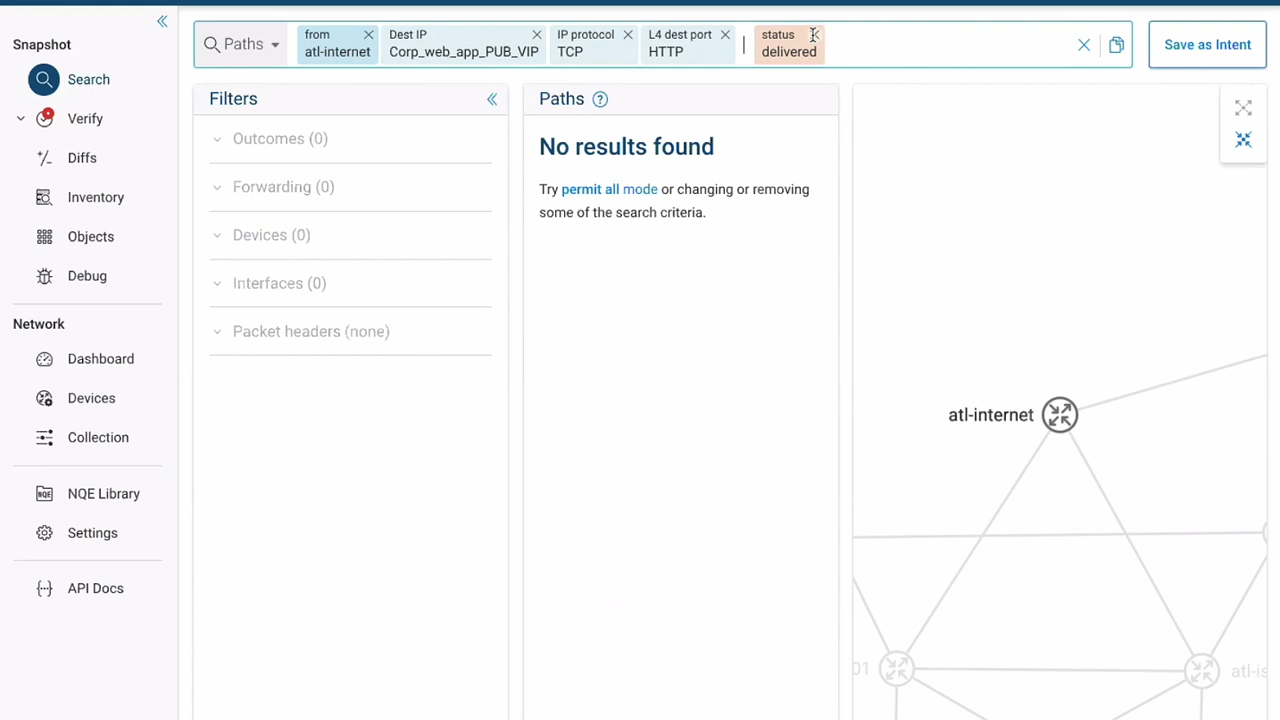 Snapshot
Search
Verify
Diffs
Inventory
Objects
Debug
Network
Dashboard
Devices
Collection
NQE Library
Settings
API Docs
Paths
from
atl-internet
Dest IP
Corp_web_app_PUB_VIP
IP protocol
TCP
L4 dest port
HTTP
status
delivered
Save as Intent
Filters
Outcomes (0)
Forwarding (0)
Devices (0)
Interfaces (0)
Packet headers (none)
Paths
No results found
Try permit all mode or changing or removing
some of the search criteria.
atl-internet
01
atl-is